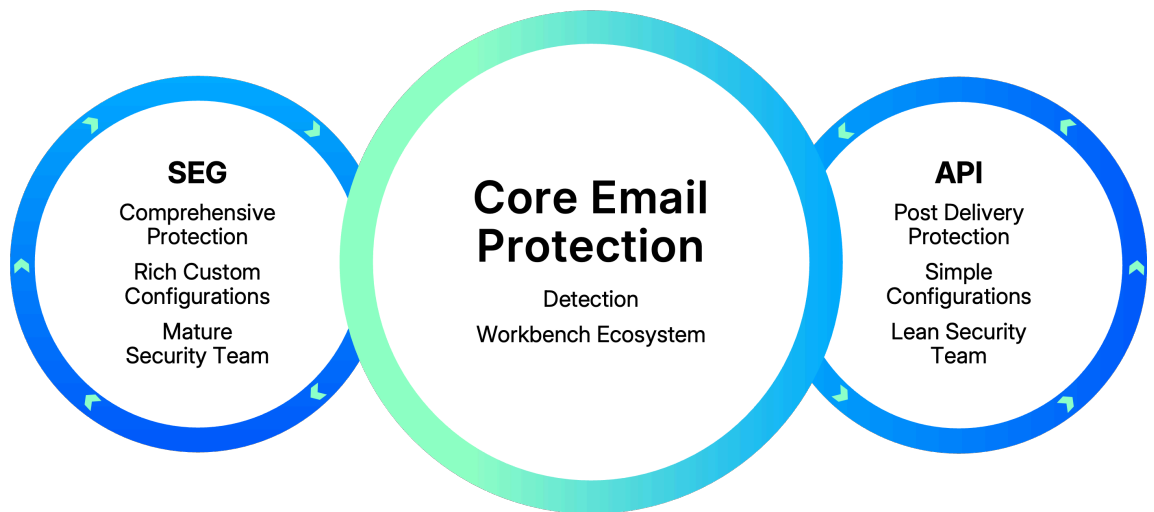 SEG
Comprehensive
Protection
Rich Custom
Configurations
Mature
Security Team
Core Email
Protection
Detection
Workbench Ecosystem
API
Post Delivery
Protection
Simple
Configurations
Lean Security
Team